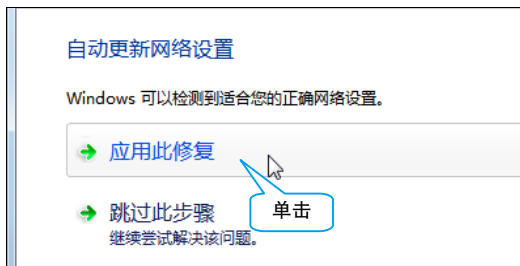 自动更新网络设置
Windows 可以检测到适合您的正确网络设置。
应用此修复
跳过此步骤
单击
继续尝试解决该问题。